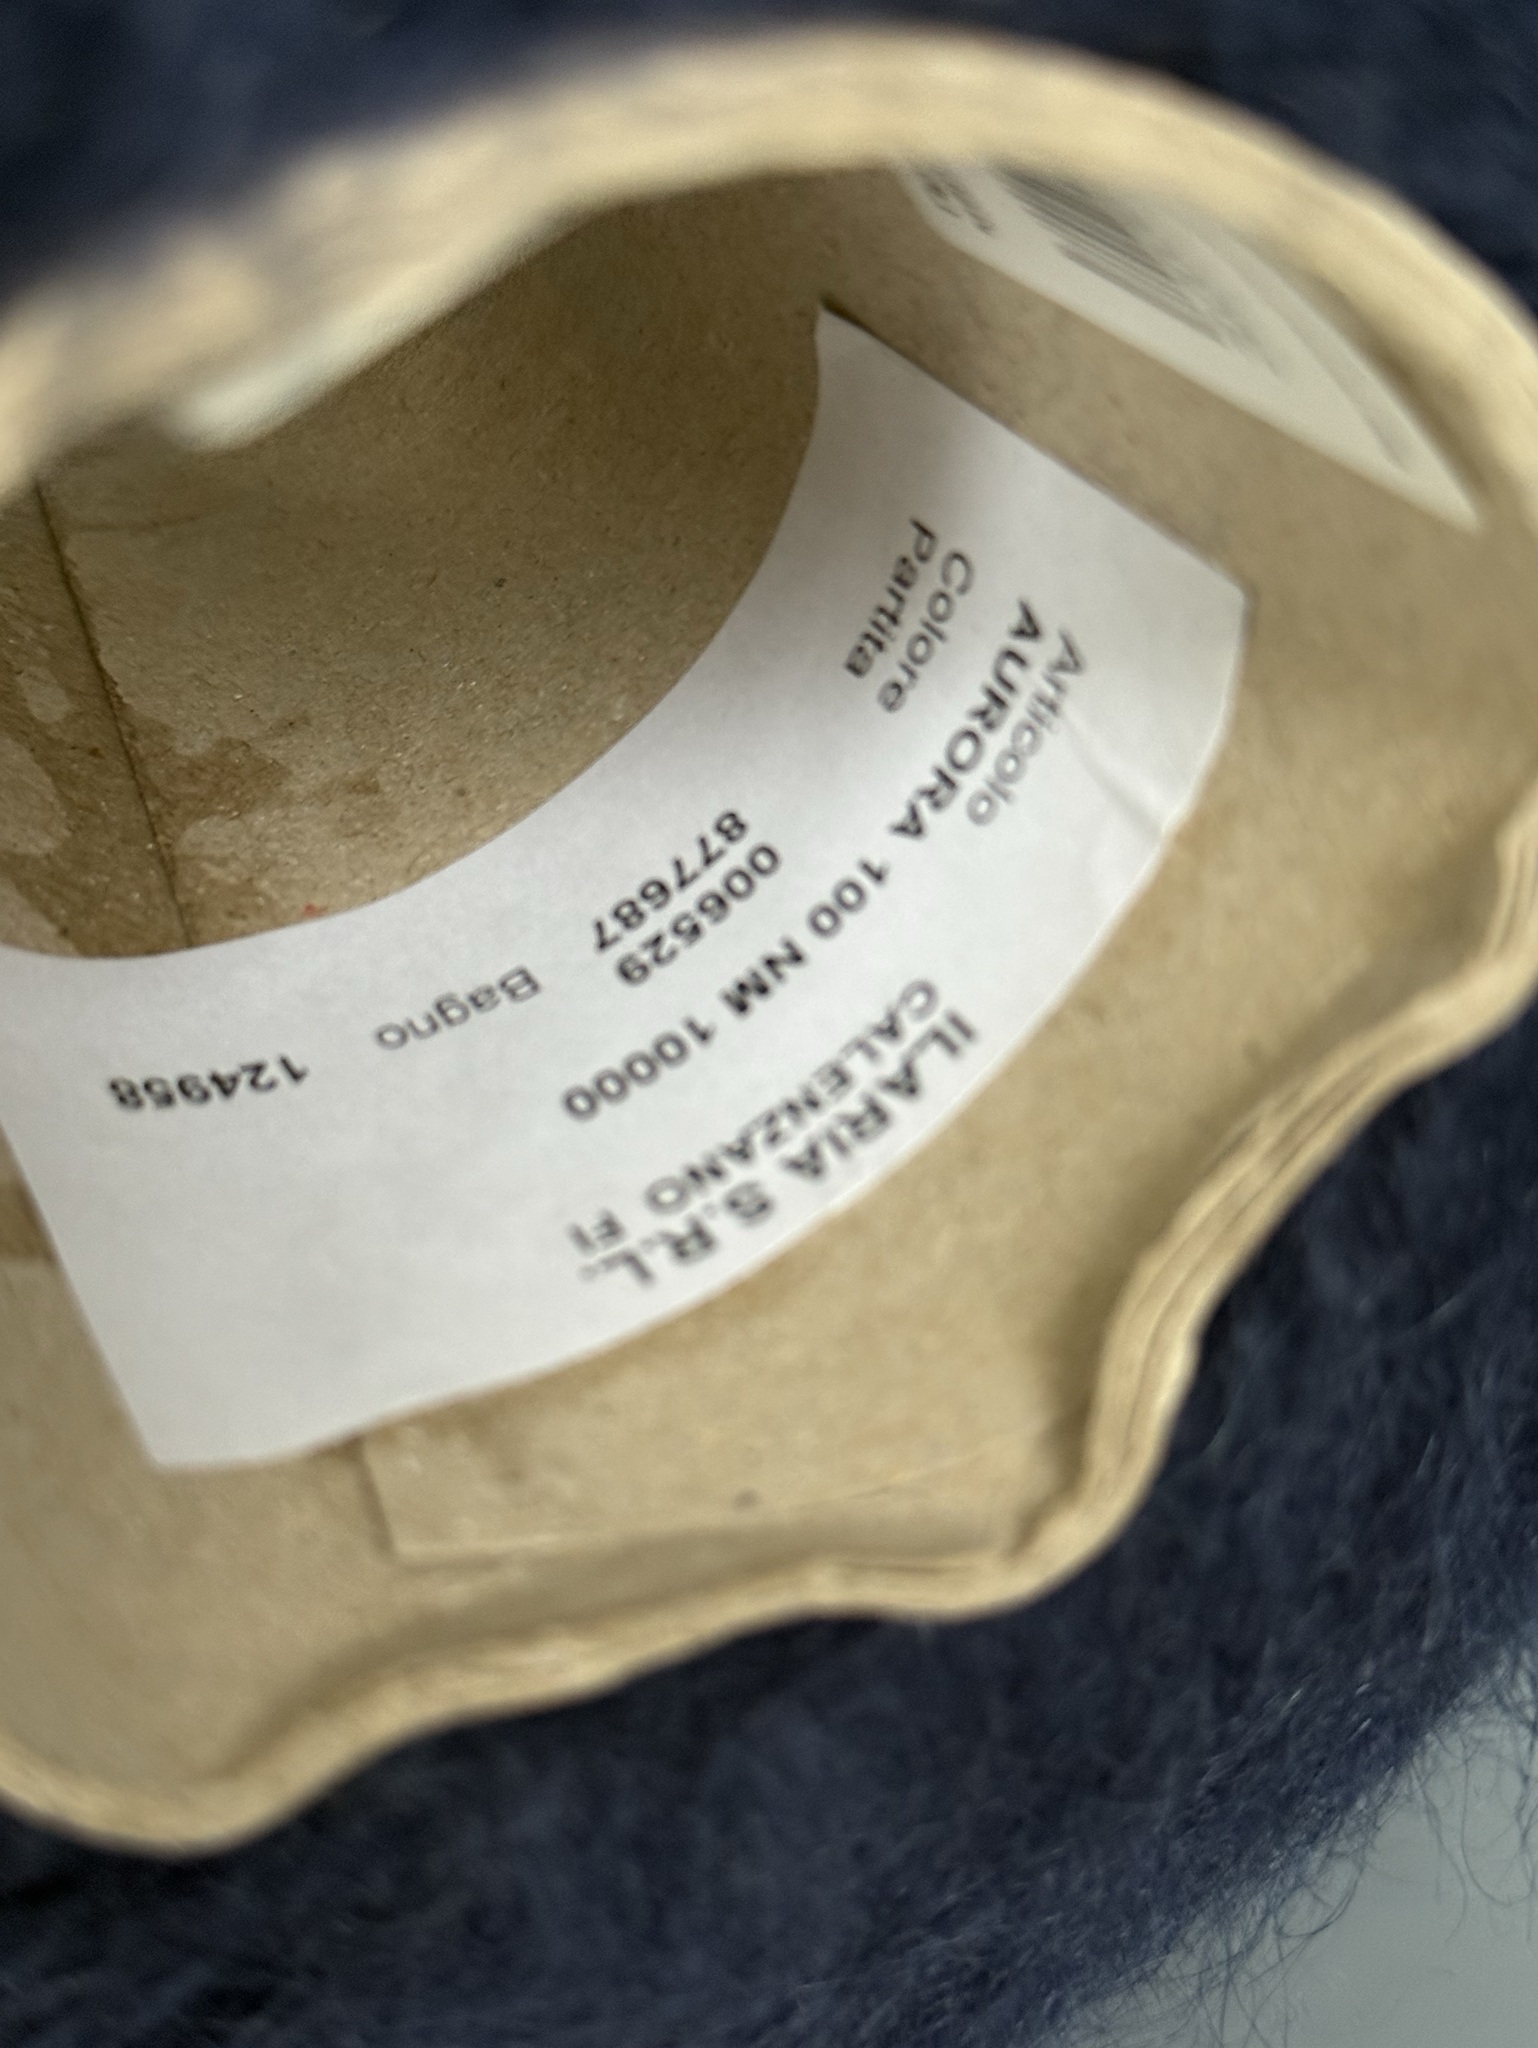 ILARIA S.R.L.
CALENZANO FI
Articolo
AURORA 100 NM 10000
Colore 006529
Partita 877687 Bagno 124958